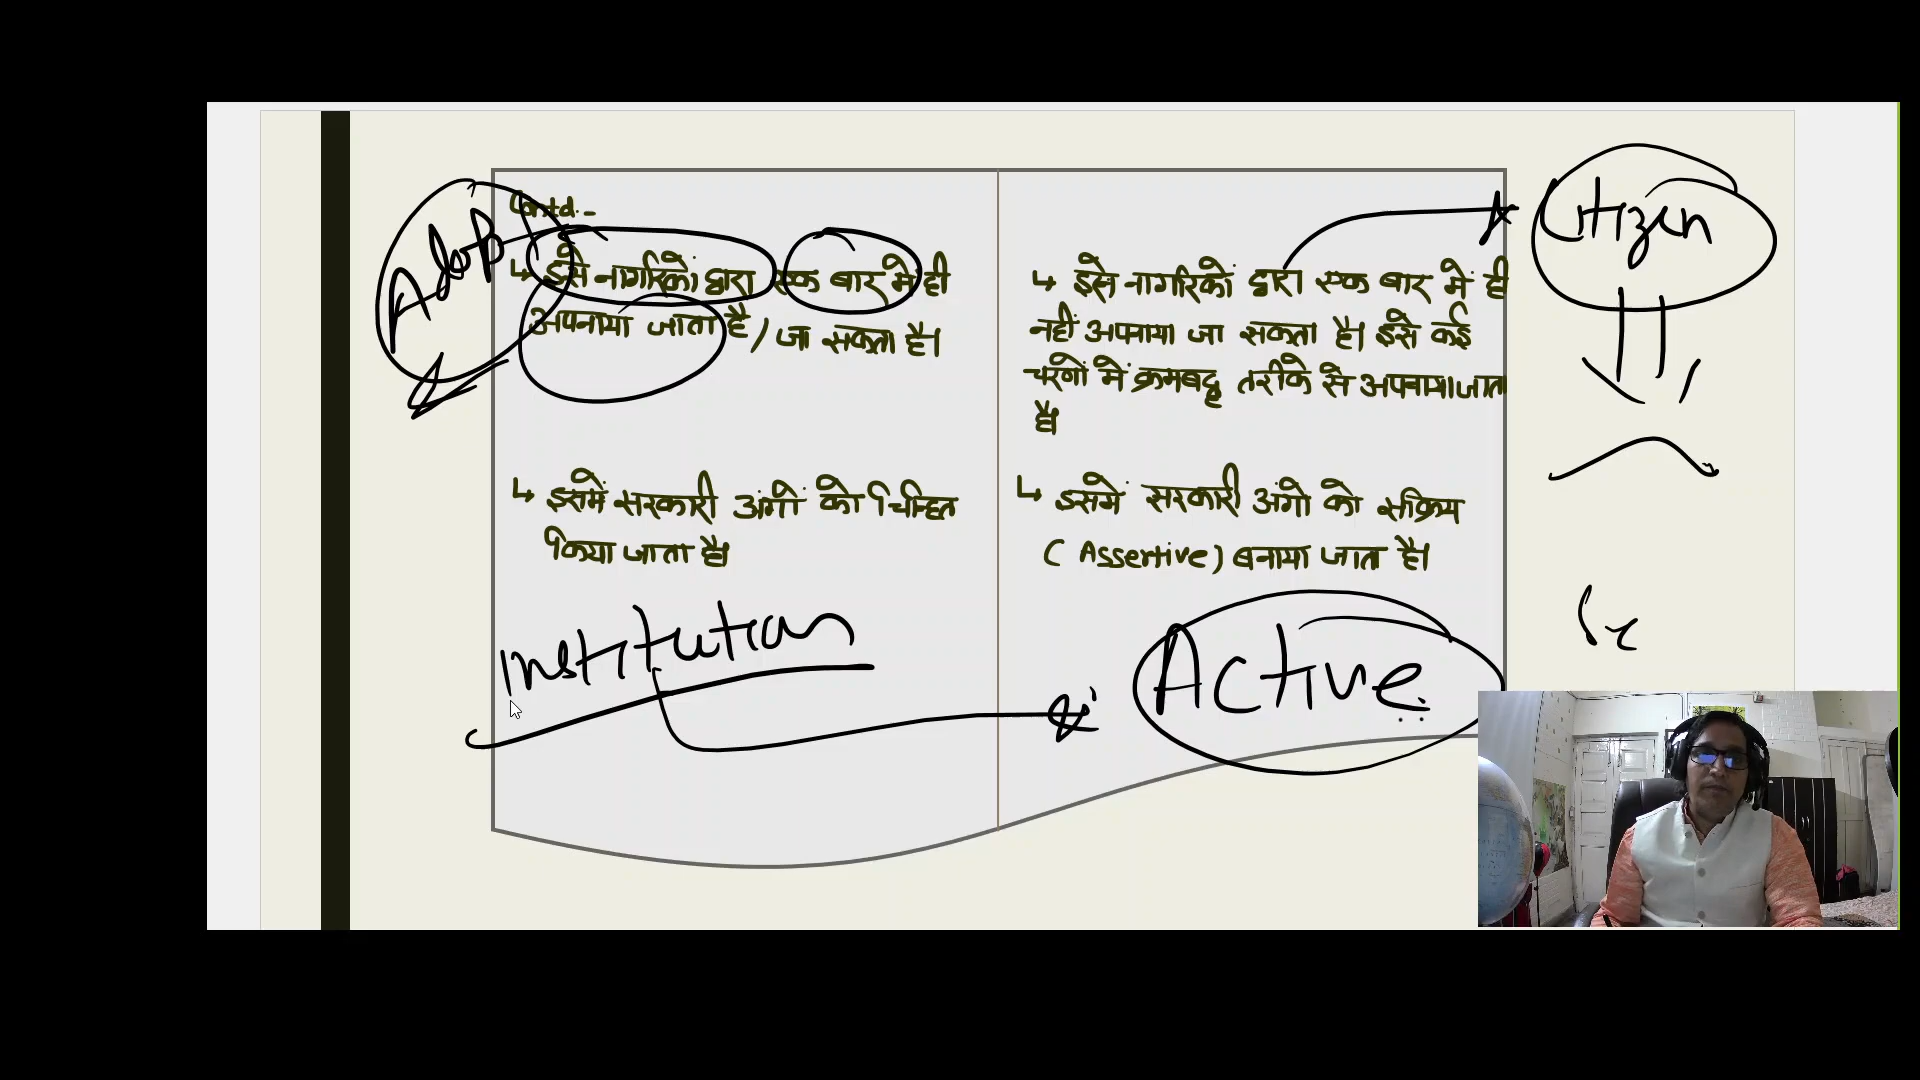 Contd..-
↳ इसे नागरिकों द्वारा एक बार में ही
अपनाया जाता है / जा सकता है।
↳ इसमें सरकारी अंगों को चिन्हित
किया जाता है।
Adop
institution
↳ इसे नागरिकों द्वारा एक बार में ही
नहीं अपनाया जा सकता है। इसे कई
चरणों में क्रमबद्ध तरीके से अपनाया जाता
है।
↳ इसमें सरकारी अंगों को सक्रिय
( Assertive) बनाया जाता है।
Active
Citizen